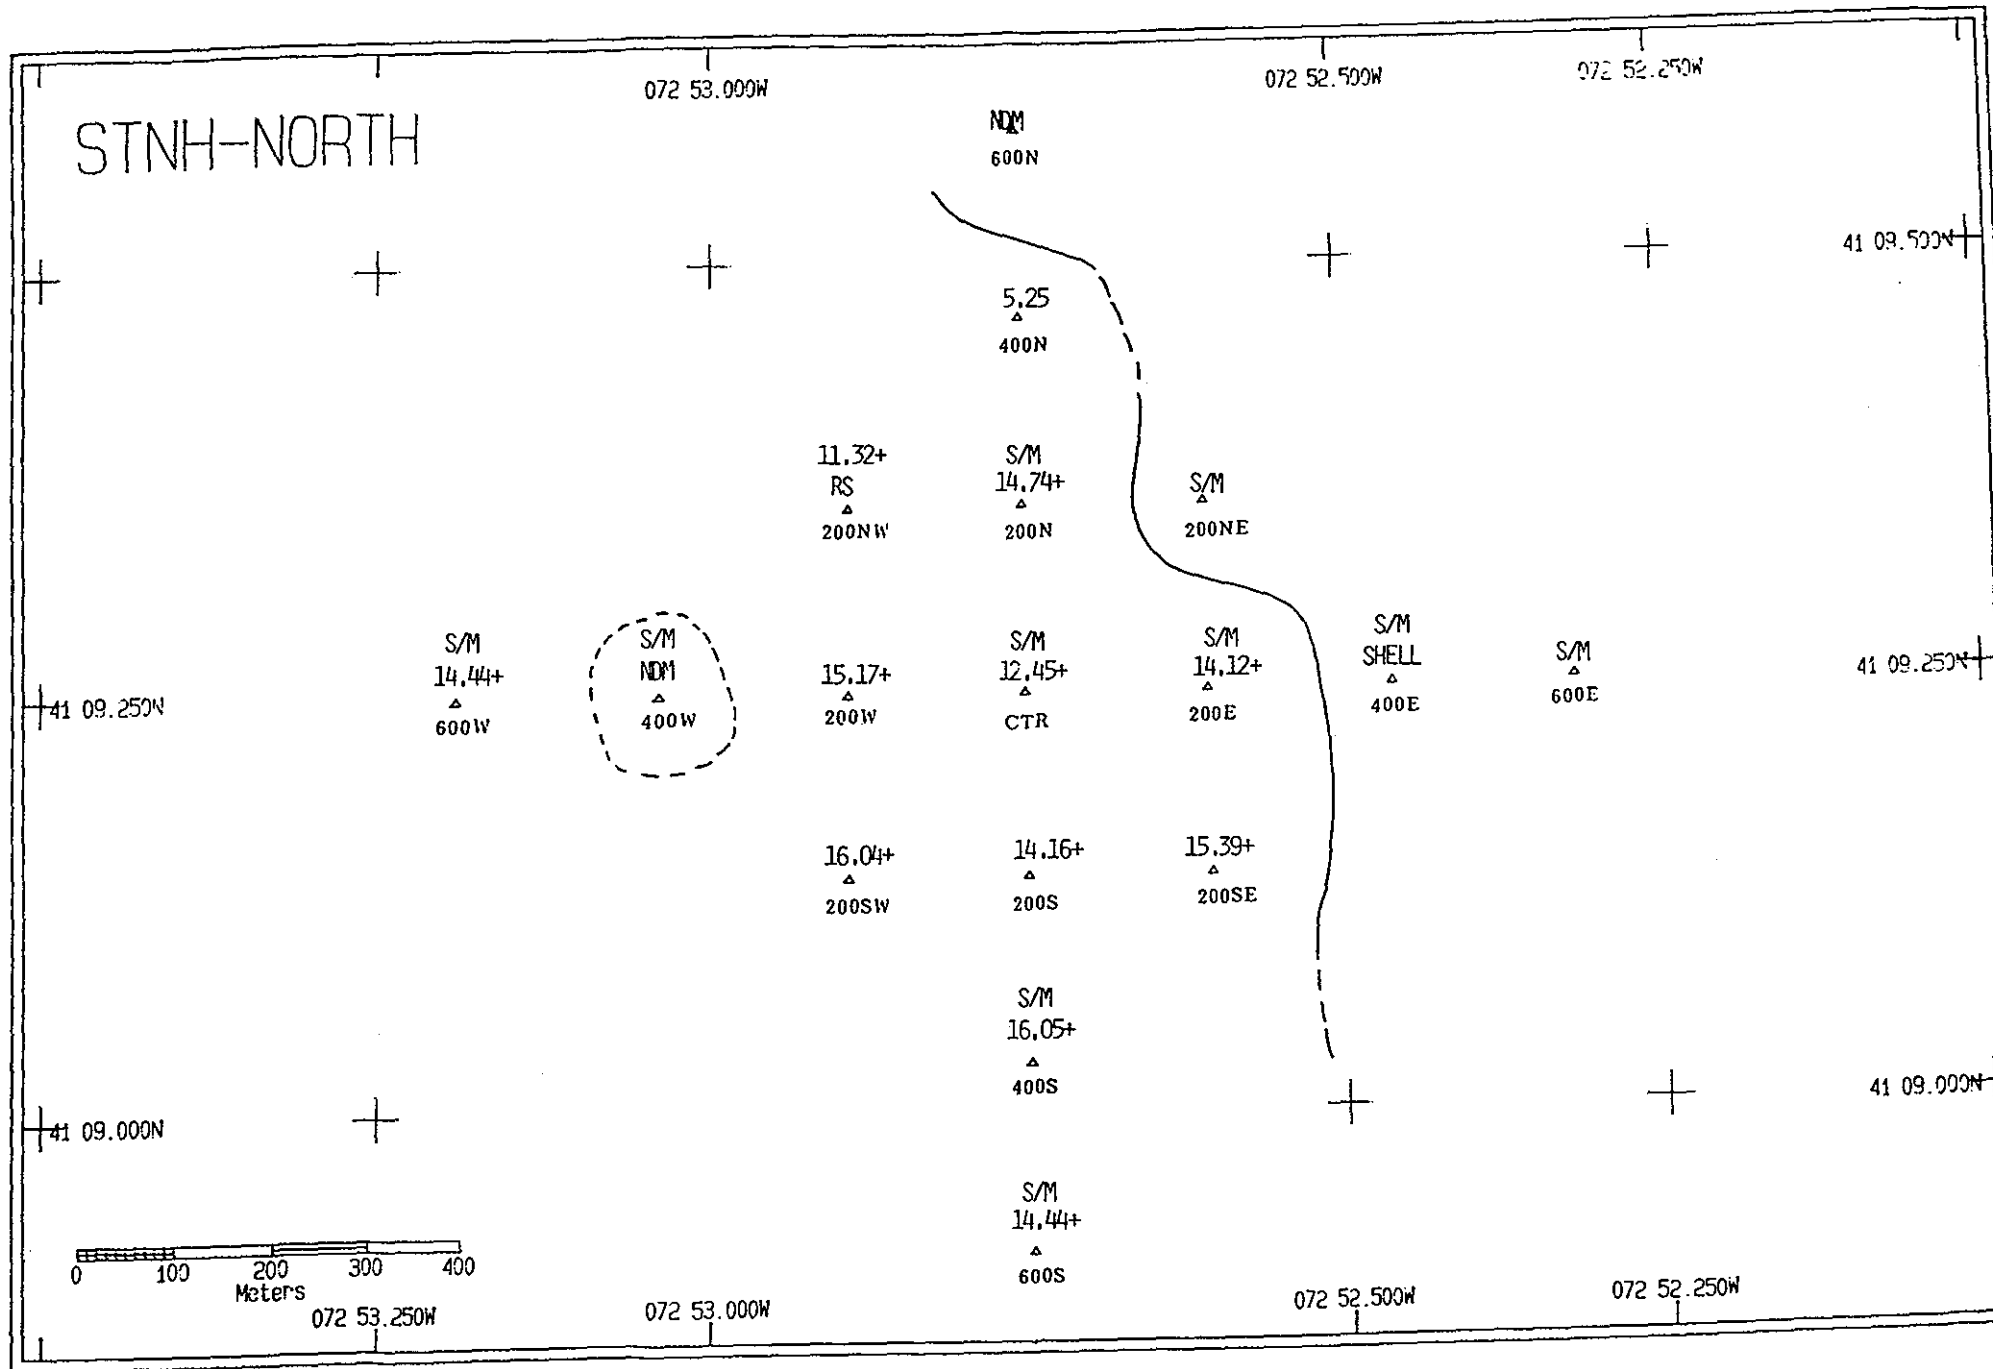 072 53.000W
072 52.500W
072 52.250W
STNH-NORTH
NDM
600N
41 09.500N
5.25
400N
11.32+
RS
200NW
S/M
14.74+
200N
S/M
200NE
S/M
14.44+
600W
S/M
NDM
400W
15.17+
200W
S/M
12.45+
CTR
S/M
14.12+
200E
S/M
SHELL
400E
S/M
600E
41 09.250N
41 09.250N
16.04+
200SW
14.16+
200S
15.39+
200SE
S/M
16.05+
400S
41 09.000N
41 09.000N
S/M
14.44+
600S
0 100 200 300 400
Meters
072 53.250W
072 53.000W
072 52.500W
072 52.250W